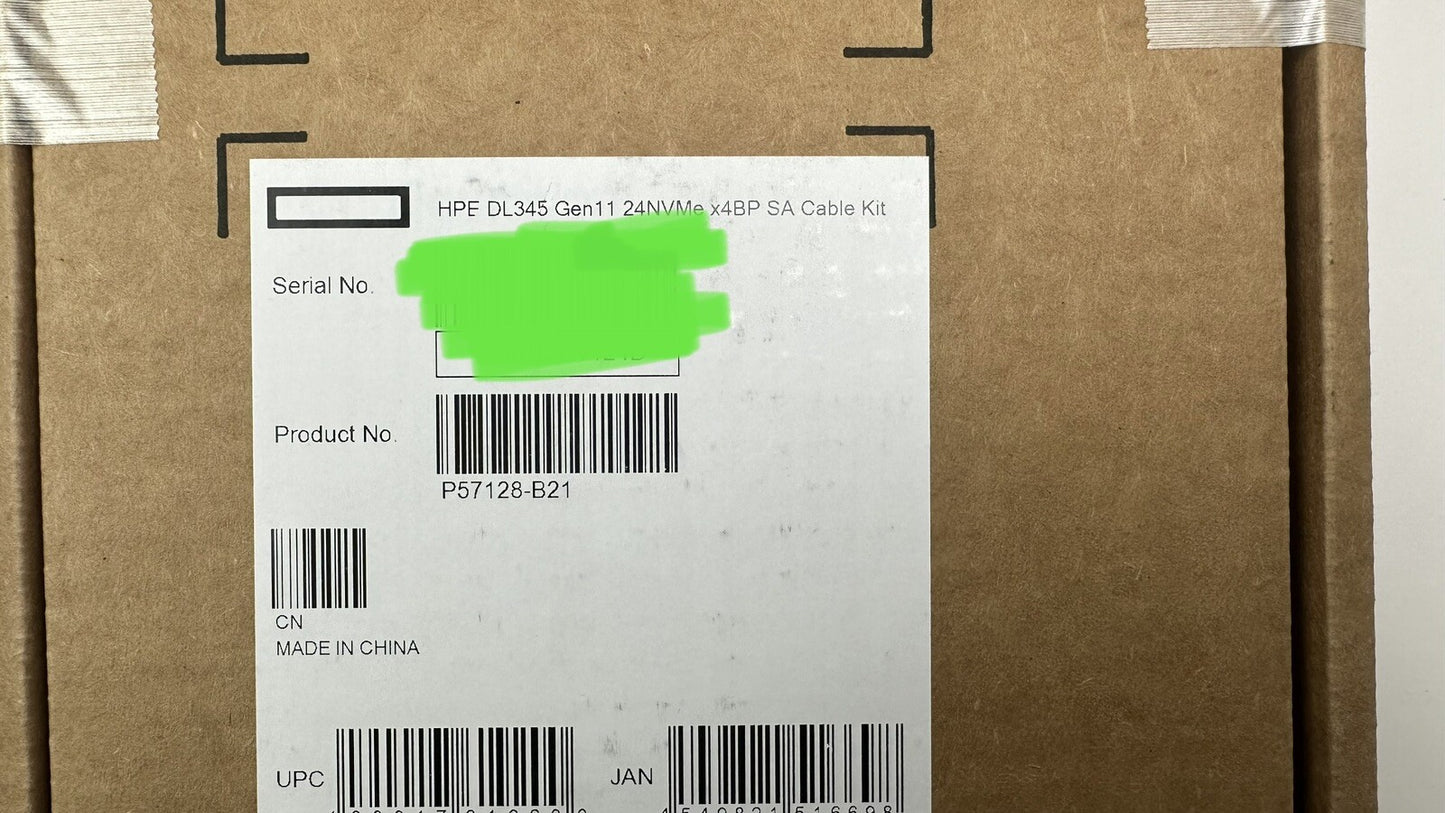 HPE DL345 Gen11 24NVMe x4BP SA Cable Kit
Serial No.
Product No.
P57128-B21
CN
MADE IN CHINA
UPC
JAN